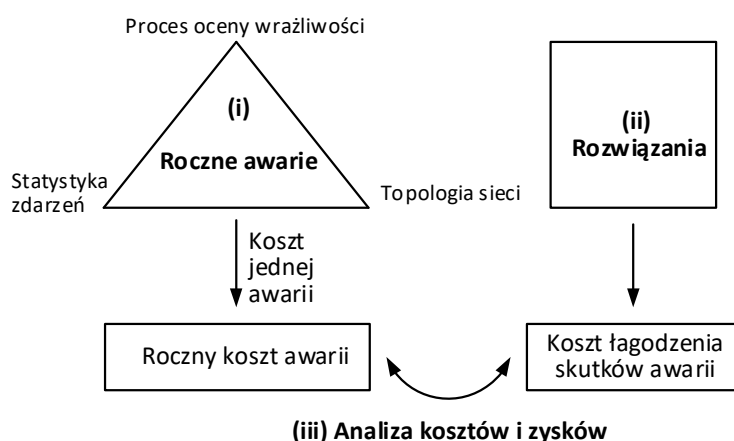 Proces oceny wrażliwości
(i)
Roczne awarie
Statystyka
zdarzeń
Topologia sieci
(ii)
Rozwiązania
Koszt
jednej
awarii
Roczny koszt awarii
Koszt łagodzenia
skutków awarii
(iii) Analiza kosztów i zysków